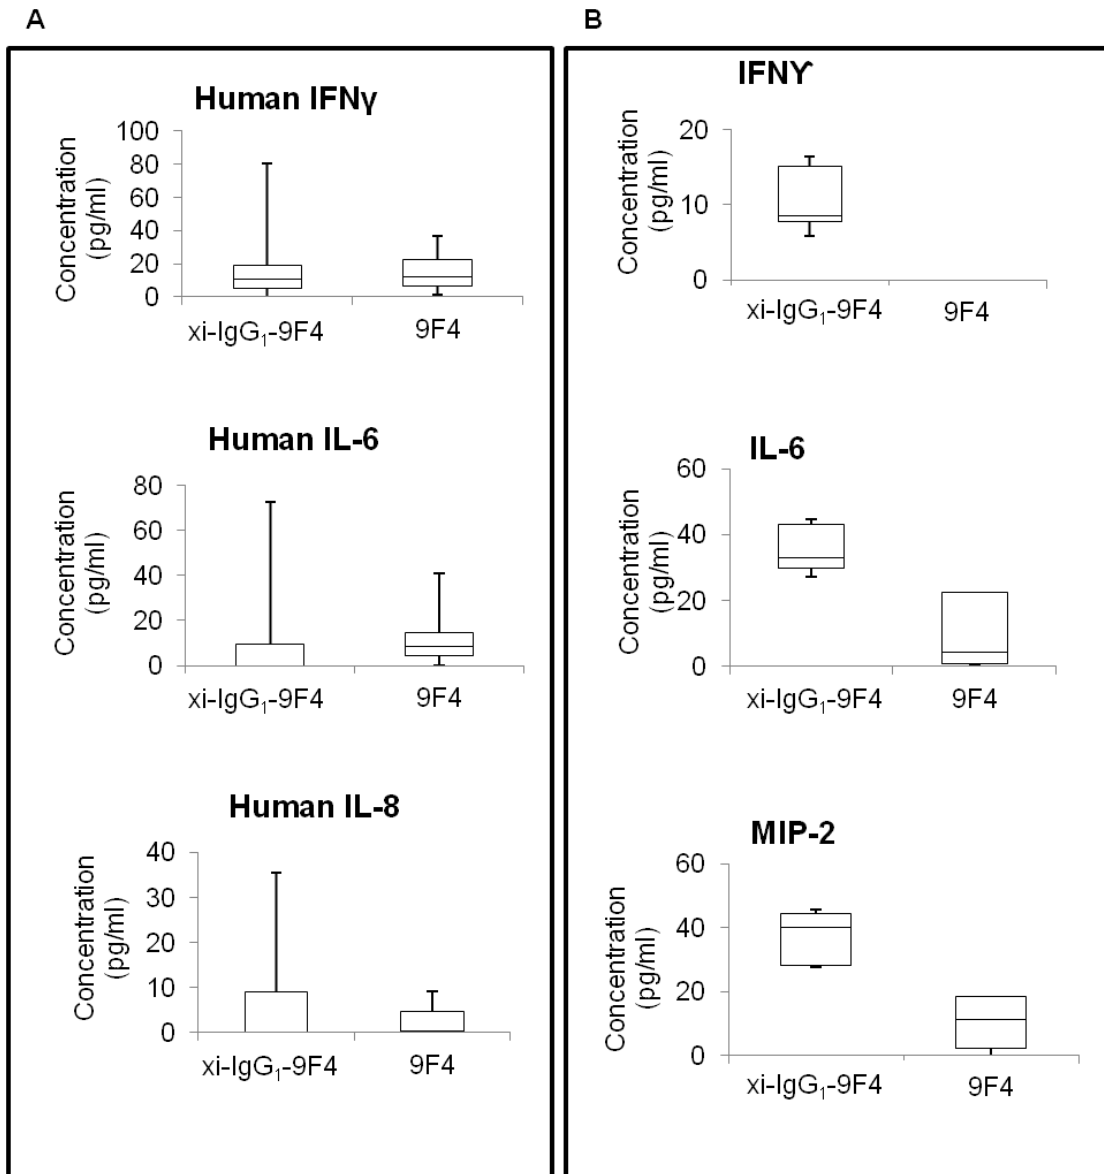 A
Human IFNγ
Concentration
(pg/ml)
100
80
60
40
20
0
xi-IgG₁-9F4
9F4
Human IL-6
Concentration
(pg/ml)
80
60
40
20
0
xi-IgG₁-9F4
9F4
Human IL-8
Concentration
(pg/ml)
40
30
20
10
0
xi-IgG₁-9F4
9F4
B
IFNϒ
Concentration
(pg/ml)
20
10
0
xi-IgG₁-9F4
9F4
IL-6
Concentration
(pg/ml)
60
40
20
0
xi-IgG₁-9F4
9F4
MIP-2
Concentration
(pg/ml)
60
40
20
0
xi-IgG₁-9F4
9F4